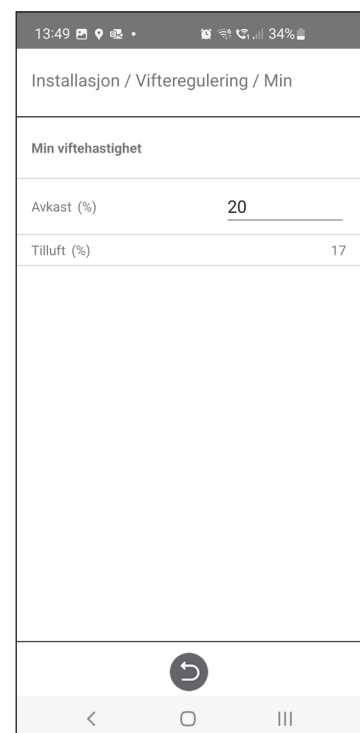 13:49 34%
Installasjon / Vifteregulering / Min
Min viftehastighet
Avkast (%) 20
Tilluft (%) 17